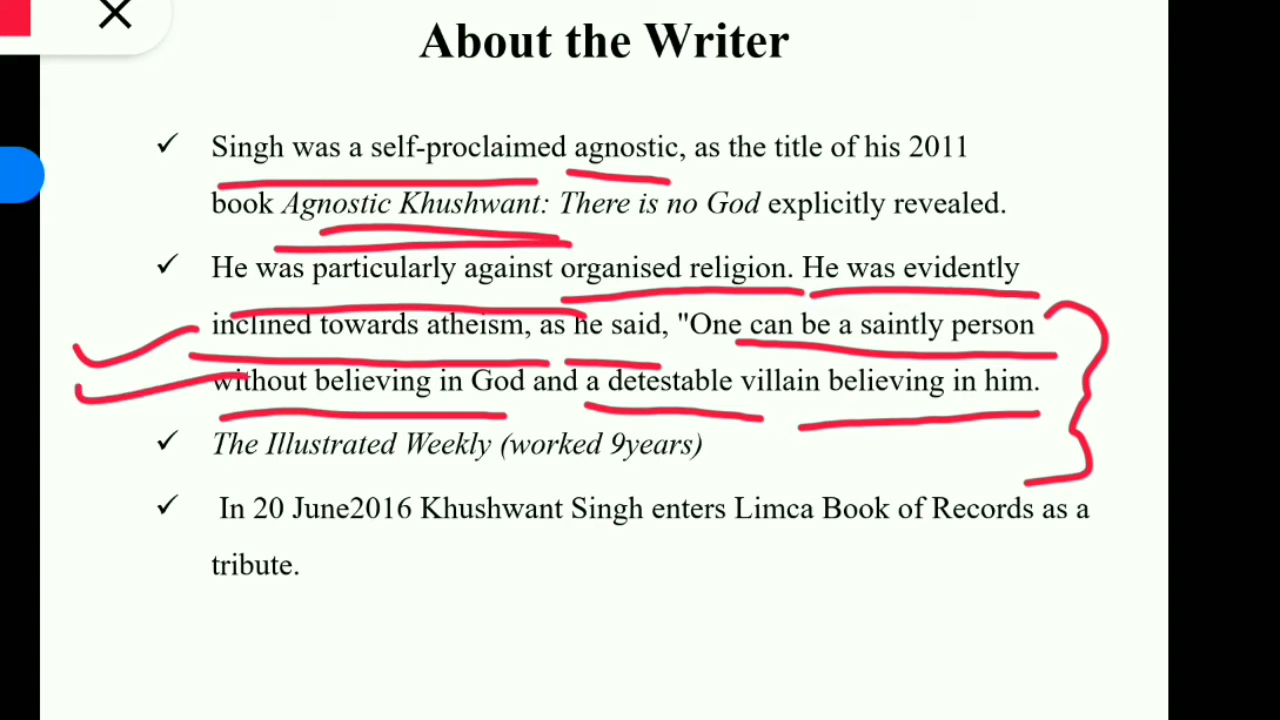 About the Writer
✓ Singh was a self-proclaimed agnostic, as the title of his 2011
book Agnostic Khushwant: There is no God explicitly revealed.
✓ He was particularly against organised religion. He was evidently
inclined towards atheism, as he said, "One can be a saintly person
without believing in God and a detestable villain believing in him.
✓ The Illustrated Weekly (worked 9years)
✓ In 20 June2016 Khushwant Singh enters Limca Book of Records as a
tribute.